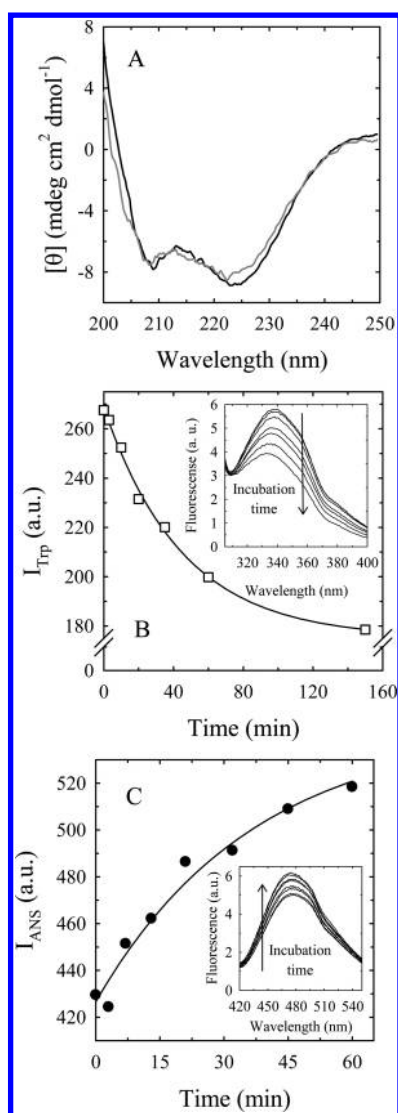 A
8
4
0
-4
-8
[θ] (mdeg cm² dmol⁻¹)
200 210 220 230 240 250
Wavelength (nm)
B
260
240
220
200
180
0
I_Trp (a.u.)
0 40 80 120 160
Time (min)
6
5
4
3
2
1
0
Fluorescense (a. u.)
Incubation
time
320 340 360 380 400
Wavelength (nm)
C
520
500
480
460
440
420
I_ANS (a.u.)
0 15 30 45 60
Time (min)
6
4
2
0
Fluorescence (a. u.)
Incubation
time
420 450 480 510 540
Wavelength (nm)